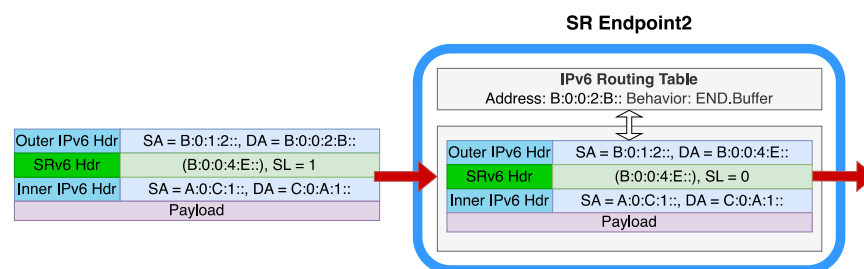 SR Endpoint2
IPv6 Routing Table
Address: B:0:0:2:B:: Behavior: END.Buffer
Outer IPv6 Hdr SA = B:0:1:2::, DA = B:0:0:2:B::
SRv6 Hdr (B:0:0:4:E::), SL = 1
Inner IPv6 Hdr SA = A:0:C:1::, DA = C:0:A:1::
Payload
Outer IPv6 Hdr SA = B:0:1:2::, DA = B:0:0:4:E::
SRv6 Hdr (B:0:0:4:E::), SL = 0
Inner IPv6 Hdr SA = A:0:C:1::, DA = C:0:A:1::
Payload